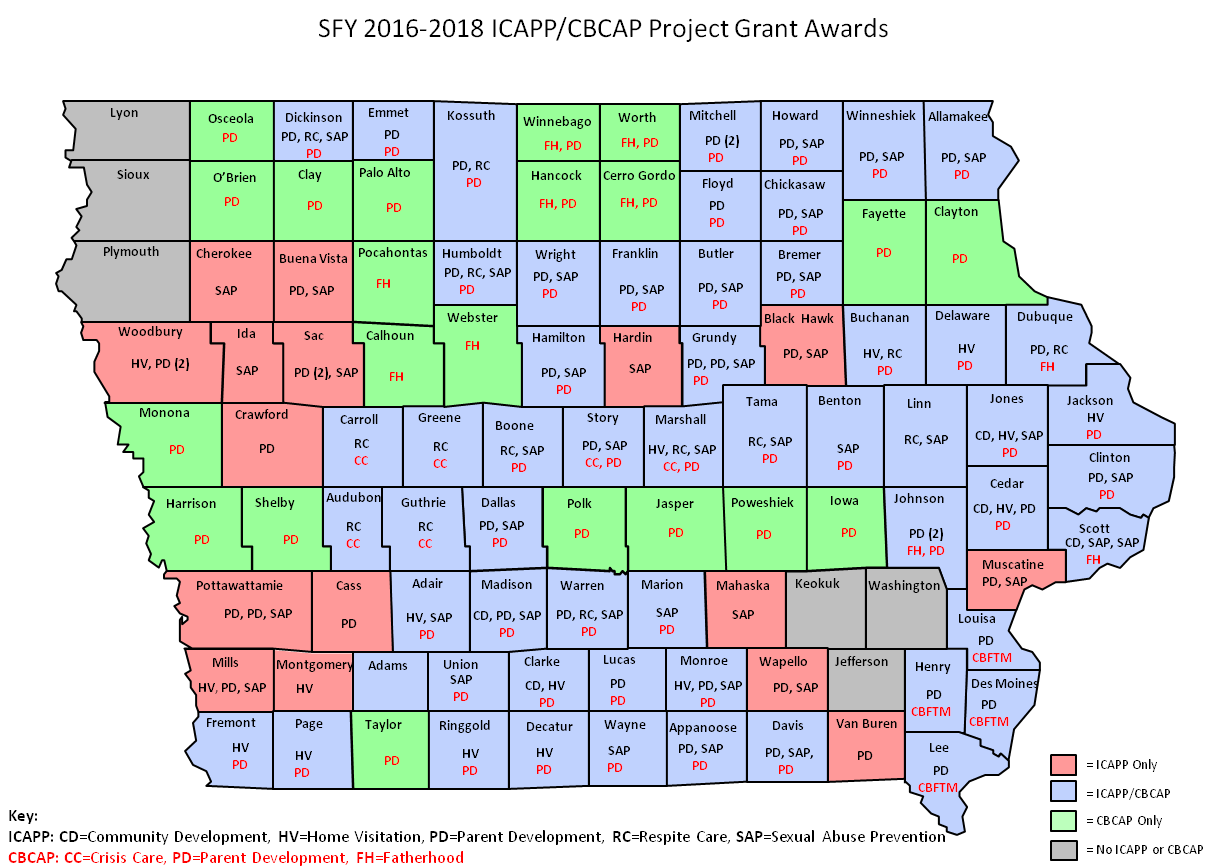 SFY 2016-2018 ICAPP/CBCAP Project Grant Awards
Lyon
Osceola
PD
Dickinson
PD, RC, SAP
PD
Emmet
PD
PD
Kossuth
PD, RC
PD
Winnebago
FH, PD
Worth
FH, PD
Mitchell
PD (2)
PD
Howard
PD, SAP
PD
Winneshiek
PD, SAP
PD
Allamakee
PD, SAP
PD
Sioux
O'Brien
PD
Clay
PD
Palo Alto
PD
Hancock
FH, PD
Cerro Gordo
FH, PD
Floyd
PD
PD
Chickasaw
PD, SAP
PD
Fayette
PD
Clayton
PD
Plymouth
Cherokee
SAP
Buena Vista
PD, SAP
Pocahontas
FH
Humboldt
PD, RC, SAP
PD
Wright
PD, SAP
PD
Franklin
PD, SAP
PD
Butler
PD, SAP
PD
Bremer
PD, SAP
PD
Woodbury
HV, PD (2)
Ida
SAP
Sac
PD (2), SAP
Calhoun
FH
Webster
FH
Hamilton
PD, SAP
PD
Hardin
SAP
Grundy
PD, PD, SAP
PD
Black Hawk
PD, SAP
Buchanan
HV, RC
PD
Delaware
HV
PD
Dubuque
PD, RC
FH
Monona
PD
Crawford
PD
Carroll
RC
CC
Greene
RC
CC
Boone
RC, SAP
PD
Story
PD, SAP
CC, PD
Marshall
HV, RC, SAP
CC, PD
Tama
RC, SAP
PD
Benton
SAP
PD
Linn
RC, SAP
Jones
CD, HV, SAP
PD
Jackson
HV
PD
Clinton
PD, SAP
PD
Harrison
PD
Shelby
PD
Audubon
RC
CC
Guthrie
RC
CC
Dallas
PD, SAP
PD
Polk
PD
Jasper
PD
Poweshiek
PD
Iowa
PD
Johnson
PD (2)
FH, PD
Cedar
CD, HV, PD
PD
Scott
CD, SAP, SAP
FH
Muscatine
PD, SAP
Pottawattamie
PD, PD, SAP
Cass
PD
Adair
HV, SAP
PD
Madison
CD, PD, SAP
PD
Warren
PD, RC, SAP
PD
Marion
SAP
PD
Mahaska
SAP
Keokuk
Washington
Louisa
PD
CBFTM
Mills
HV, PD, SAP
Montgomery
HV
Adams
Union
SAP
PD
Clarke
CD, HV
PD
Lucas
PD
PD
Monroe
HV, PD, SAP
PD
Wapello
PD, SAP
Jefferson
Henry
PD
CBFTM
Des Moines
PD
CBFTM
Fremont
HV
PD
Page
HV
PD
Taylor
PD
Ringgold
HV
PD
Decatur
HV
PD
Wayne
SAP
PD
Appanoose
PD, SAP
PD
Davis
PD, SAP,
PD
Van Buren
PD
Lee
PD
CBFTM
= ICAPP Only
= ICAPP/CBCAP
= CBCAP Only
= No ICAPP or CBCAP
Key:
ICAPP: CD=Community Development, HV=Home Visitation, PD=Parent Development, RC=Respite Care, SAP=Sexual Abuse Prevention
CBCAP: CC=Crisis Care, PD=Parent Development, FH=Fatherhood